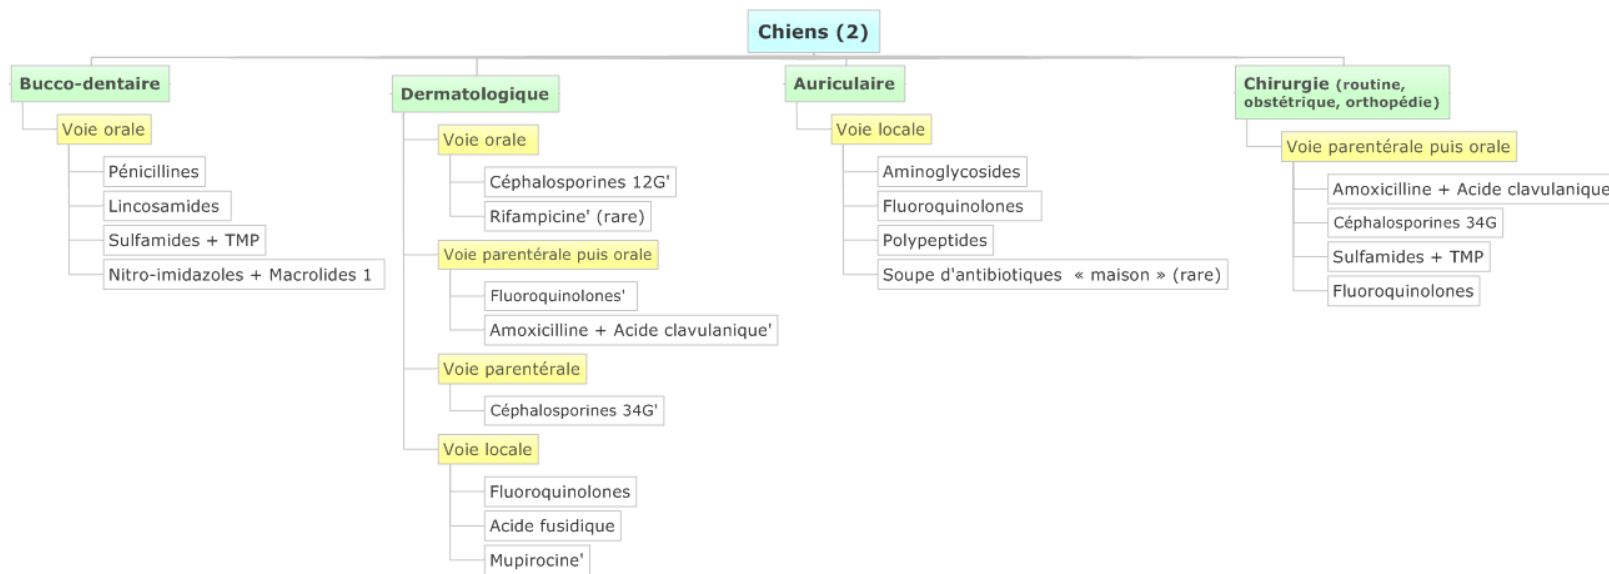 Chiens (2)
Bucco-dentaire
Voie orale
Pénicillines
Lincosamides
Sulfamides + TMP
Nitro-imidazoles + Macrolides 1
Dermatologique
Voie orale
Céphalosporines 12G'
Rifampicine' (rare)
Voie parentérale puis orale
Fluoroquinolones'
Amoxicilline + Acide clavulanique'
Voie parentérale
Céphalosporines 34G'
Voie locale
Fluoroquinolones
Acide fusidique
Mupirocine'
Auriculaire
Voie locale
Aminoglycosides
Fluoroquinolones
Polypeptides
Soupe d'antibiotiques « maison » (rare)
Chirurgie (routine,
obstétrique, orthopédie)
Voie parentérale puis orale
Amoxicilline + Acide clavulanique
Céphalosporines 34G
Sulfamides + TMP
Fluoroquinolones